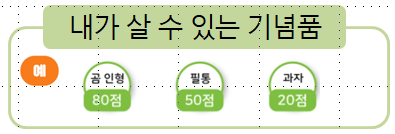 내가 살 수 있는 기념품
예
곰 인형 필통 과자
80점 50점 20점